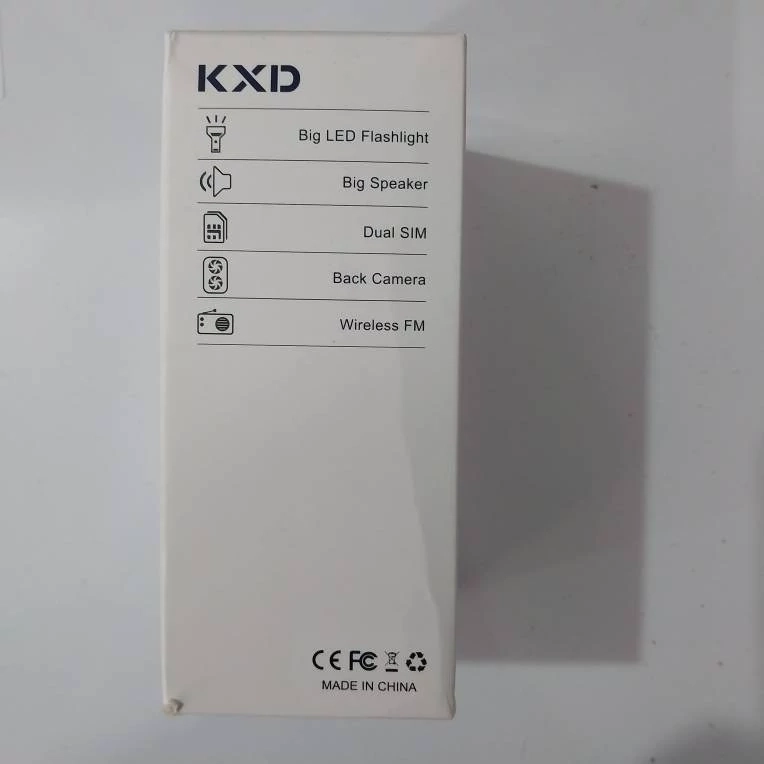 KXD
Big LED Flashlight
Big Speaker
Dual SIM
Back Camera
Wireless FM
CE FC
MADE IN CHINA